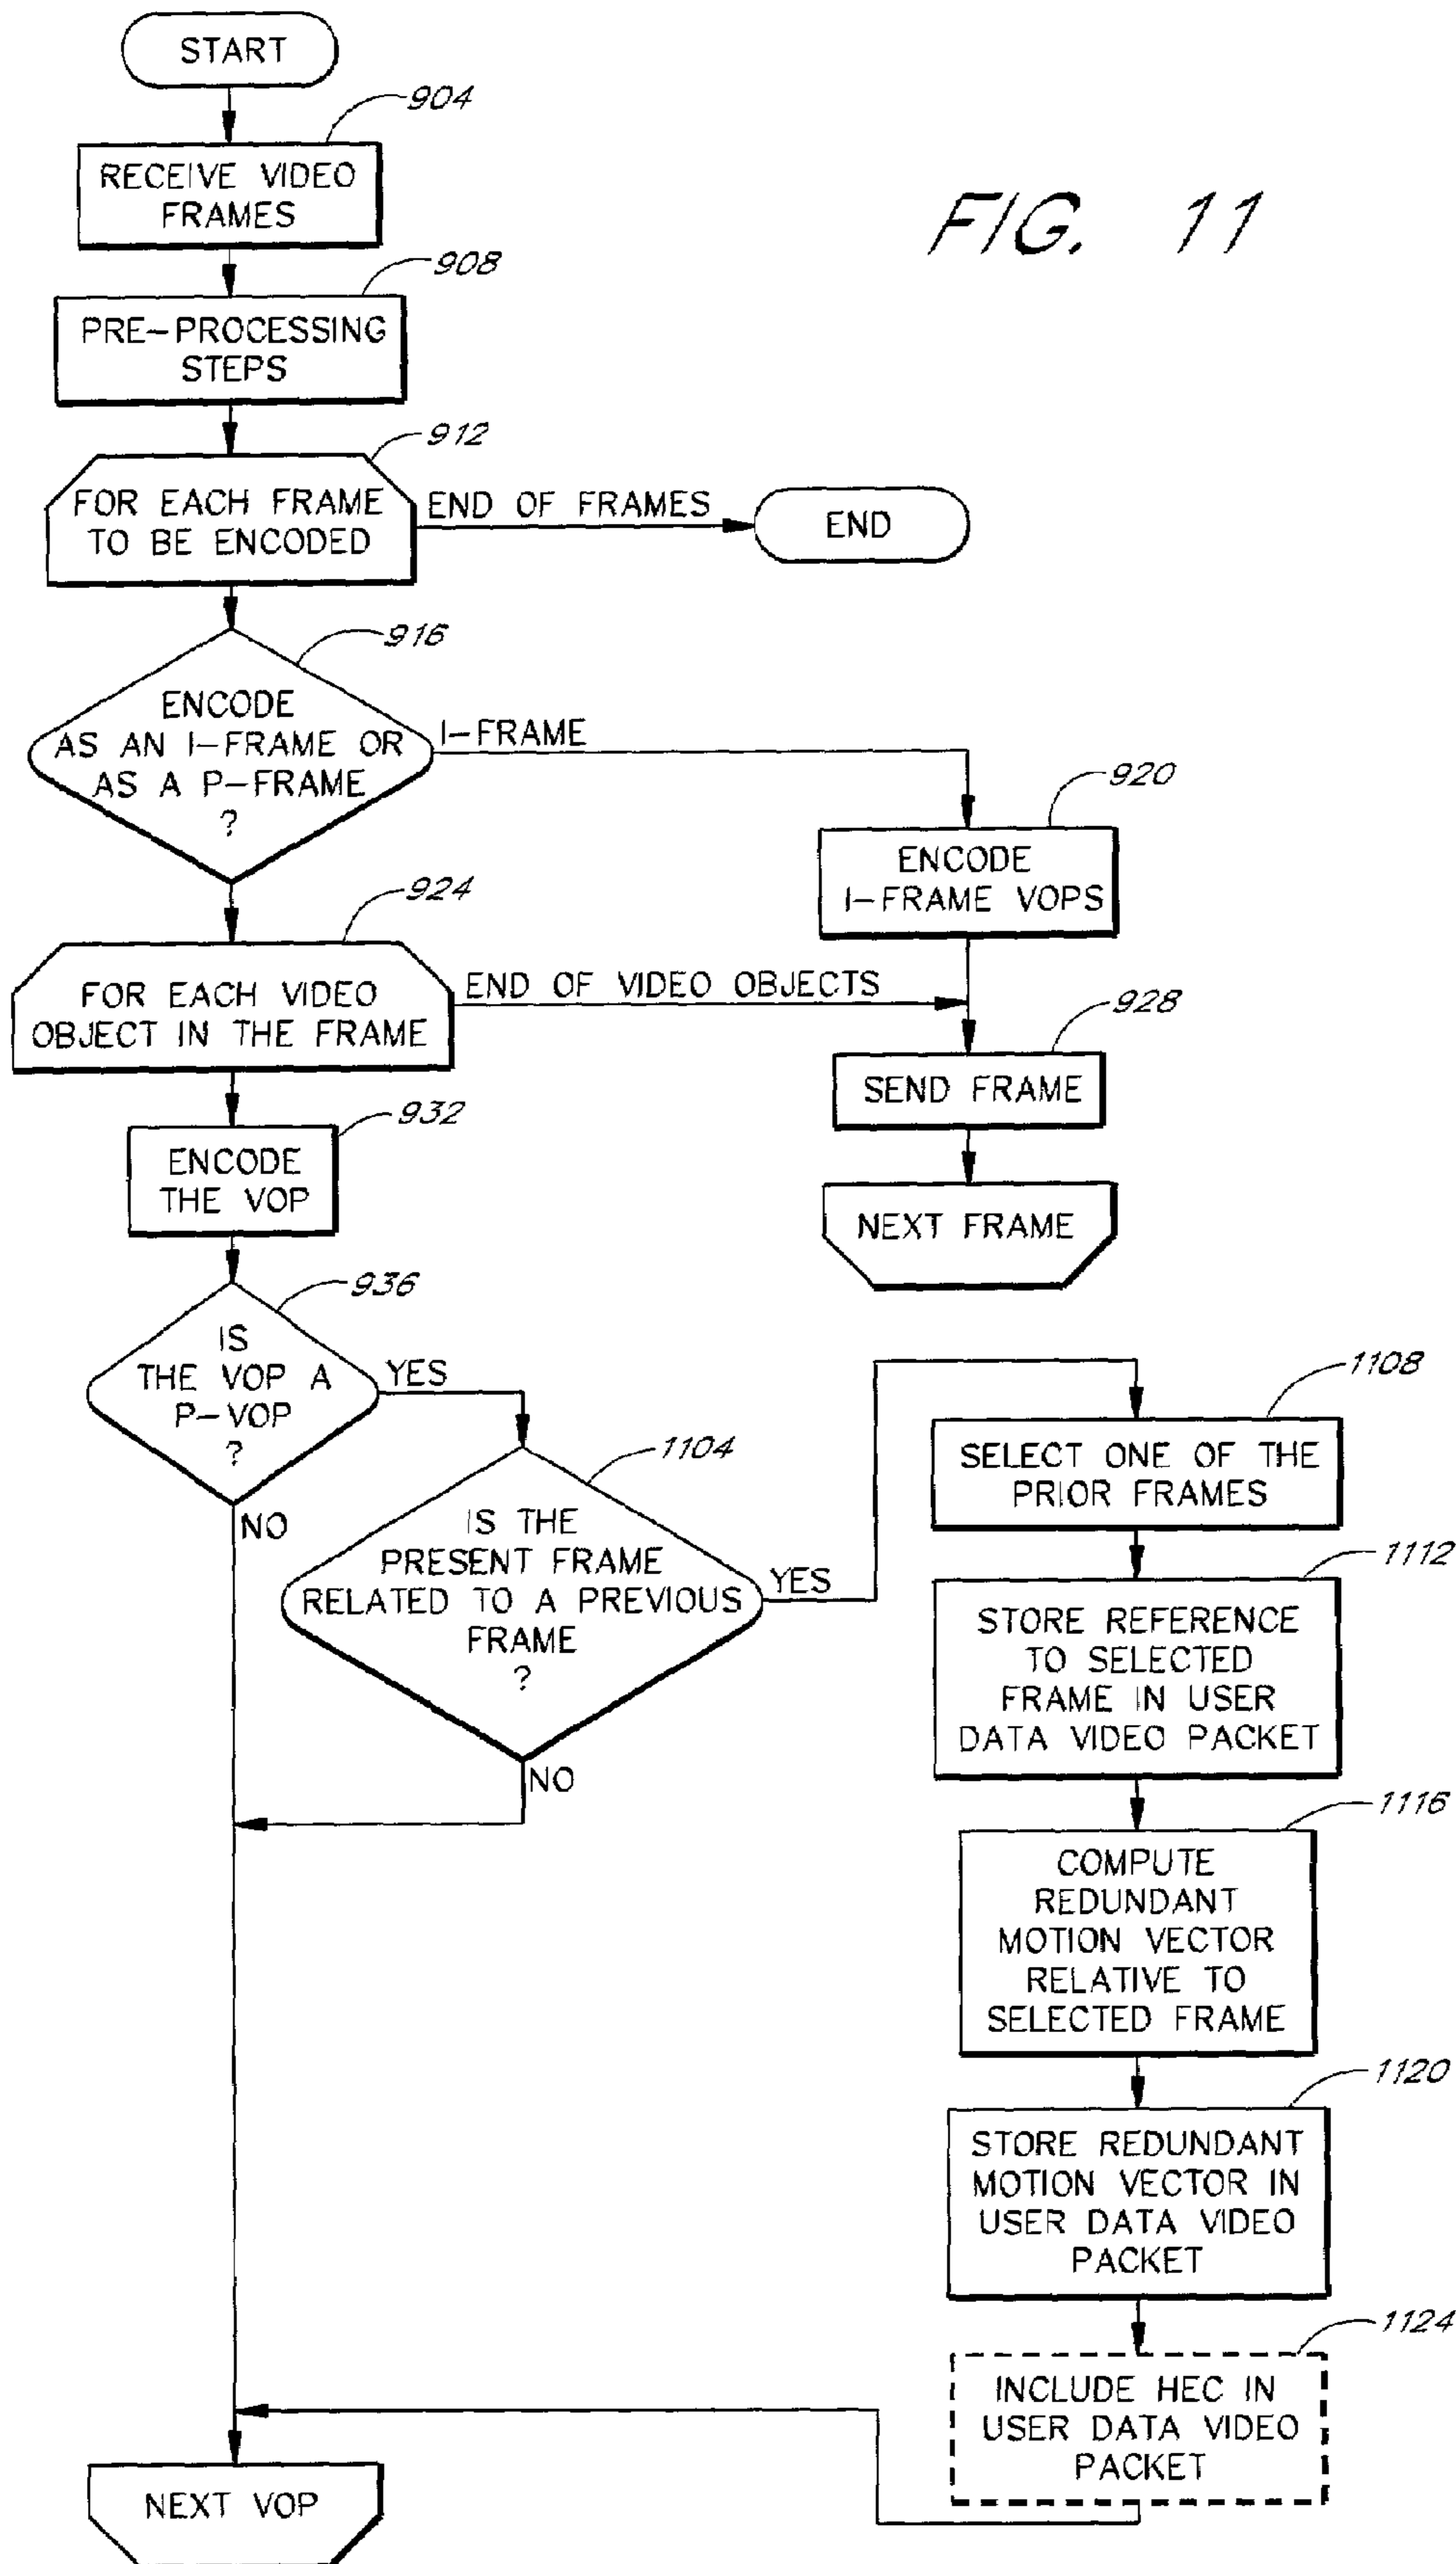 START
904
RECEIVE VIDEO
FRAMES
FIG. 11
908
PRE-PROCESSING
STEPS
912
FOR EACH FRAME
TO BE ENCODED
END OF FRAMES
END
916
ENCODE
AS AN I-FRAME OR
AS A P-FRAME
?
I-FRAME
920
ENCODE
I-FRAME VOPS
924
FOR EACH VIDEO
OBJECT IN THE FRAME
END OF VIDEO OBJECTS
928
SEND FRAME
NEXT FRAME
932
ENCODE
THE VOP
936
IS
THE VOP A
P-VOP
?
YES
NO
1104
IS THE
PRESENT FRAME
RELATED TO A PREVIOUS
FRAME
?
YES
NO
1108
SELECT ONE OF THE
PRIOR FRAMES
1112
STORE REFERENCE
TO SELECTED
FRAME IN USER
DATA VIDEO PACKET
1116
COMPUTE
REDUNDANT
MOTION VECTOR
RELATIVE TO
SELECTED FRAME
1120
STORE REDUNDANT
MOTION VECTOR IN
USER DATA VIDEO
PACKET
1124
INCLUDE HEC IN
USER DATA VIDEO
PACKET
NEXT VOP